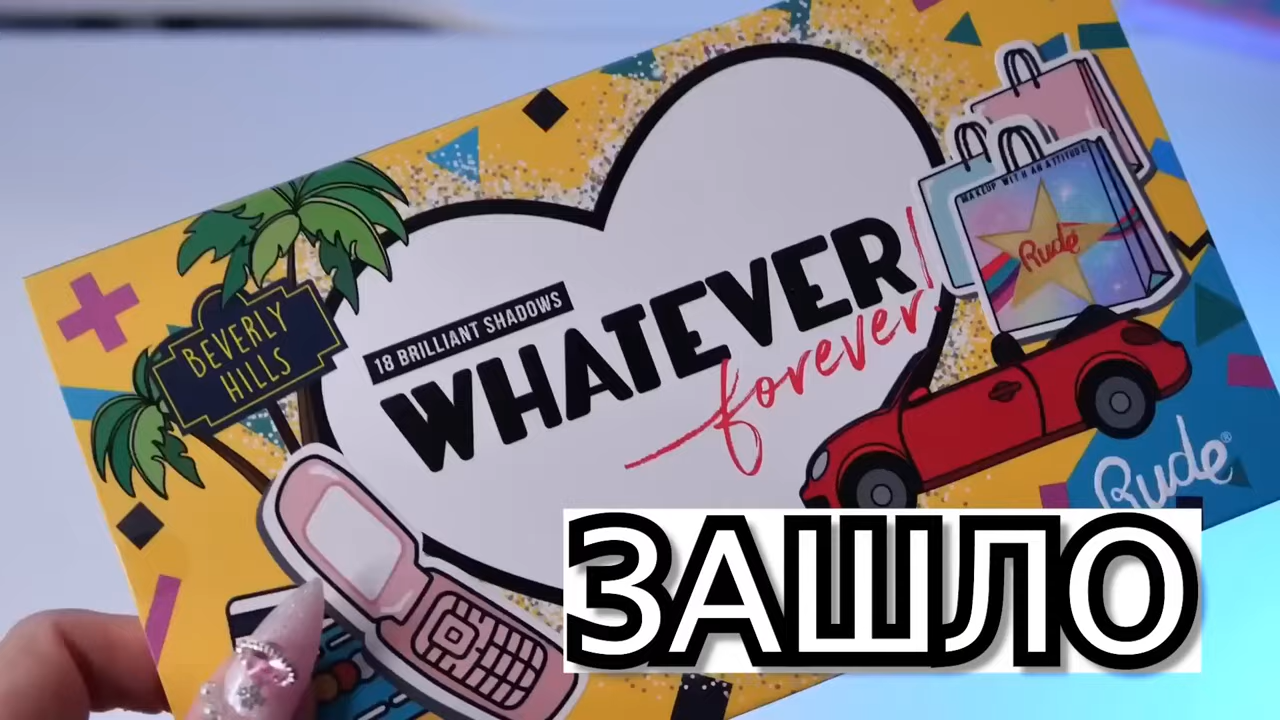 MAKEUP WITH AN ATTITUDE
Rude
BEVERLY
HILLS
18 BRILLIANT SHADOWS
WHATEVER
forever!
Rude®
ЗАШЛО